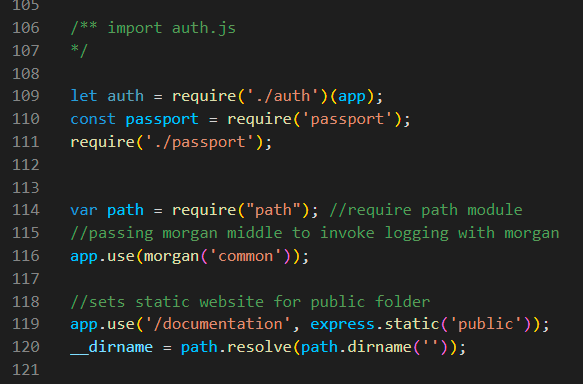 105
106 /** import auth.js
107 */
108
109 let auth = require('./auth')(app);
110 const passport = require('passport');
111 require('./passport');
112
113
114 var path = require("path"); //require path module
115 //passing morgan middle to invoke logging with morgan
116 app.use(morgan('common'));
117
118 //sets static website for public folder
119 app.use('/documentation', express.static('public'));
120 __dirname = path.resolve(path.dirname(''));
121